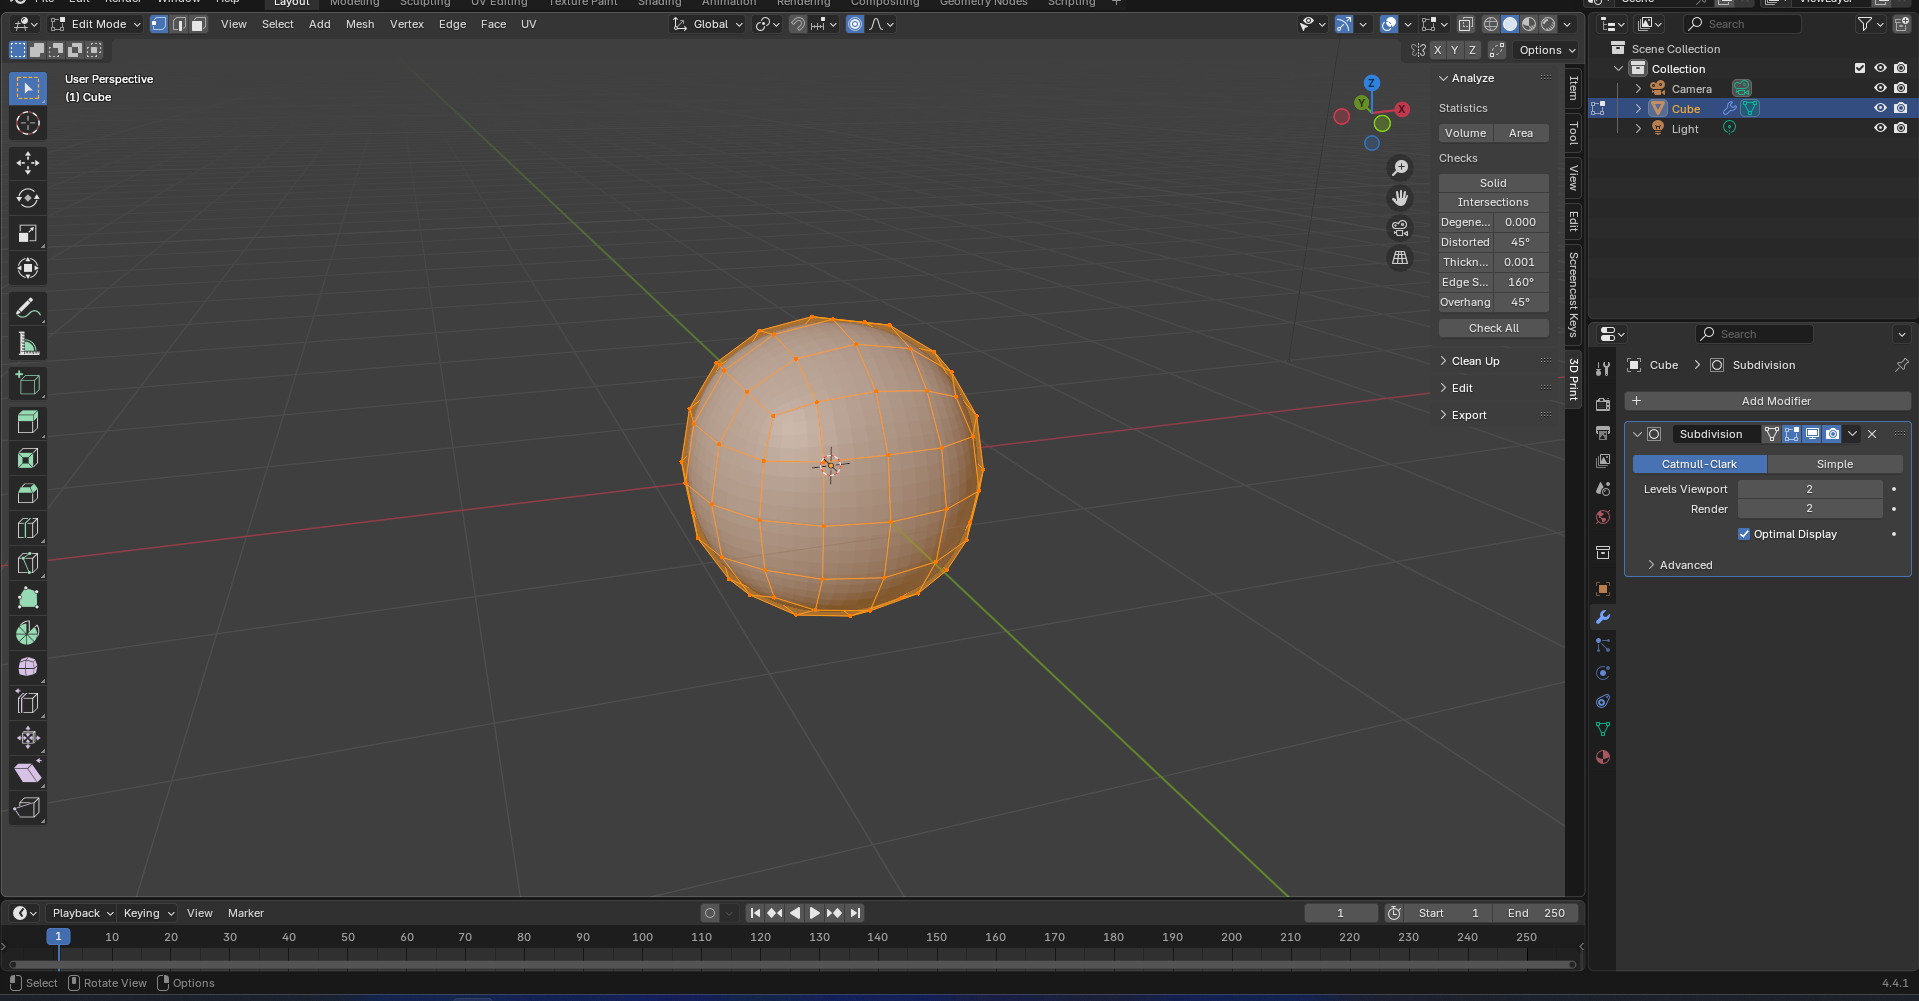 File Edit Render Window Help Layout Modeling Sculpting UV Editing Texture Paint Shading Animation Rendering Compositing Geometry Nodes Scripting + Scene ViewLayer
Edit Mode View Select Add Mesh Vertex Edge Face UV Global
X Y Z Options
User Perspective
(1) Cube
Z
Y
X
Analyze
Statistics
Volume Area
Checks
Solid
Intersections
Degene... 0.000
Distorted 45°
Thickn... 0.001
Edge S... 160°
Overhang 45°
Check All
Clean Up
Edit
Export
Item
Tool
View
Edit
Screencast Keys
3D Print
Search
Scene Collection
Collection
Camera
Cube
Light
Search
Cube > Subdivision
+ Add Modifier
Subdivision
Catmull-Clark Simple
Levels Viewport 2
Render 2
Optimal Display
Advanced
Playback Keying View Marker 1 Start 1 End 250
1 10 20 30 40 50 60 70 80 90 100 110 120 130 140 150 160 170 180 190 200 210 220 230 240 250
Select Rotate View Options 4.4.1